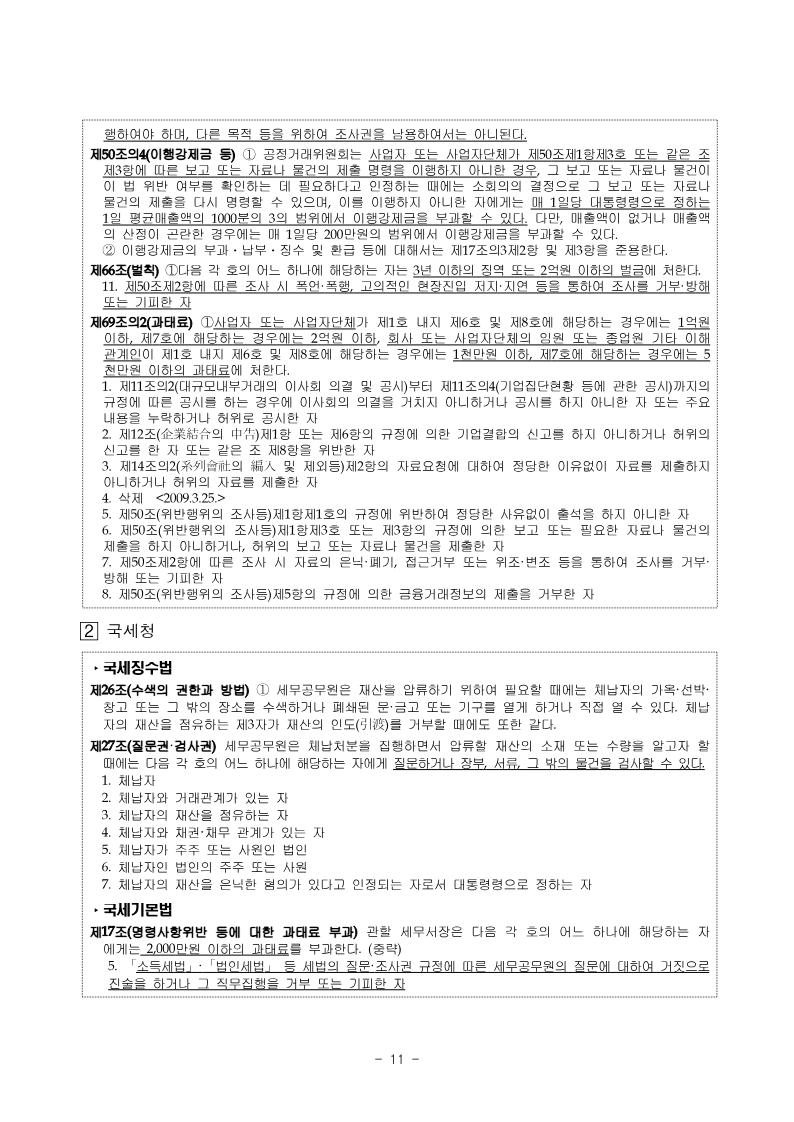 행하여야 하며, 다른 목적 등을 위하여 조사권을 남용하여서는 아니된다.
제50조의4(이행강제금 등) ① 공정거래위원회는 사업자 또는 사업자단체가 제50조제1항제3호 또는 같은 조
제3항에 따른 보고 또는 자료나 물건의 제출 명령을 이행하지 아니한 경우, 그 보고 또는 자료나 물건이
이 법 위반 여부를 확인하는 데 필요하다고 인정하는 때에는 소회의의 결정으로 그 보고 또는 자료나
물건의 제출을 다시 명령할 수 있으며, 이를 이행하지 아니한 자에게는 매 1일당 대통령령으로 정하는
1일 평균매출액의 1000분의 3의 범위에서 이행강제금을 부과할 수 있다. 다만, 매출액이 없거나 매출액
의 산정이 곤란한 경우에는 매 1일당 200만원의 범위에서 이행강제금을 부과할 수 있다.
② 이행강제금의 부과·납부·징수 및 환급 등에 대해서는 제17조의3제2항 및 제3항을 준용한다.
제66조(벌칙) ①다음 각 호의 어느 하나에 해당하는 자는 3년 이하의 징역 또는 2억원 이하의 벌금에 처한다.
11. 제50조제2항에 따른 조사 시 폭언·폭행, 고의적인 현장진입 저지·지연 등을 통하여 조사를 거부·방해
또는 기피한 자
제69조의2(과태료) ①사업자 또는 사업자단체가 제1호 내지 제6호 및 제8호에 해당하는 경우에는 1억원
이하, 제7호에 해당하는 경우에는 2억원 이하, 회사 또는 사업자단체의 임원 또는 종업원 기타 이해
관계인이 제1호 내지 제6호 및 제8호에 해당하는 경우에는 1천만원 이하, 제7호에 해당하는 경우에는 5
천만원 이하의 과태료에 처한다.
1. 제11조의2(대규모내부거래의 이사회 의결 및 공시)부터 제11조의4(기업집단현황 등에 관한 공시)까지의
규정에 따른 공시를 하는 경우에 이사회의 의결을 거치지 아니하거나 공시를 하지 아니한 자 또는 주요
내용을 누락하거나 허위로 공시한 자
2. 제12조(企業結合의 申告)제1항 또는 제6항의 규정에 의한 기업결합의 신고를 하지 아니하거나 허위의
신고를 한 자 또는 같은 조 제8항을 위반한 자
3. 제14조의2(系列會社의 編入 및 제외등)제2항의 자료요청에 대하여 정당한 이유없이 자료를 제출하지
아니하거나 허위의 자료를 제출한 자
4. 삭제 <2009.3.25.>
5. 제50조(위반행위의 조사등)제1항제1호의 규정에 위반하여 정당한 사유없이 출석을 하지 아니한 자
6. 제50조(위반행위의 조사등)제1항제3호 또는 제3항의 규정에 의한 보고 또는 필요한 자료나 물건의
제출을 하지 아니하거나, 허위의 보고 또는 자료나 물건을 제출한 자
7. 제50조제2항에 따른 조사 시 자료의 은닉·폐기, 접근거부 또는 위조·변조 등을 통하여 조사를 거부·
방해 또는 기피한 자
8. 제50조(위반행위의 조사등)제5항의 규정에 의한 금융거래정보의 제출을 거부한 자
2 국세청
‣국세징수법
제26조(수색의 권한과 방법) ① 세무공무원은 재산을 압류하기 위하여 필요할 때에는 체납자의 가옥·선박·
창고 또는 그 밖의 장소를 수색하거나 폐쇄된 문·금고 또는 기구를 열게 하거나 직접 열 수 있다. 체납
자의 재산을 점유하는 제3자가 재산의 인도(引渡)를 거부할 때에도 또한 같다.
제27조(질문권·검사권) 세무공무원은 체납처분을 집행하면서 압류할 재산의 소재 또는 수량을 알고자 할
때에는 다음 각 호의 어느 하나에 해당하는 자에게 질문하거나 장부, 서류, 그 밖의 물건을 검사할 수 있다.
1. 체납자
2. 체납자와 거래관계가 있는 자
3. 체납자의 재산을 점유하는 자
4. 체납자와 채권·채무 관계가 있는 자
5. 체납자가 주주 또는 사원인 법인
6. 체납자인 법인의 주주 또는 사원
7. 체납자의 재산을 은닉한 혐의가 있다고 인정되는 자로서 대통령령으로 정하는 자
‣국세기본법
제17조(명령사항위반 등에 대한 과태료 부과) 관할 세무서장은 다음 각 호의 어느 하나에 해당하는 자
에게는 2,000만원 이하의 과태료를 부과한다. (중략)
5. 「소득세법」·「법인세법」 등 세법의 질문·조사권 규정에 따른 세무공무원의 질문에 대하여 거짓으로
진술을 하거나 그 직무집행을 거부 또는 기피한 자
- 11 -